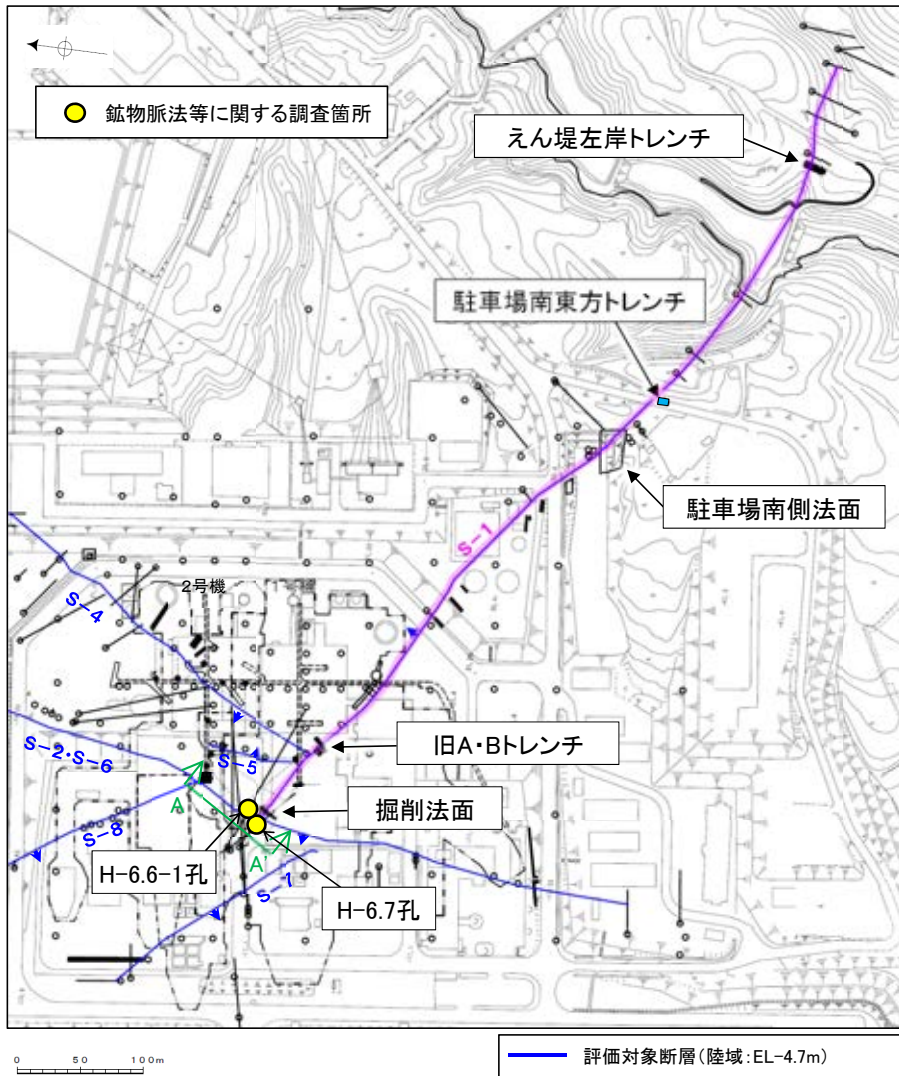 鉱物脈法等に関する調査箇所
えん堤左岸トレンチ
駐車場南東方トレンチ
駐車場南側法面
S-1
2号機
S-4
旧A・Bトレンチ
S-2・S-6
S-5
A
掘削法面
S-8
A'
H-6.6-1孔
S-7
H-6.7孔
0 50 100m
評価対象断層(陸域:EL-4.7m)